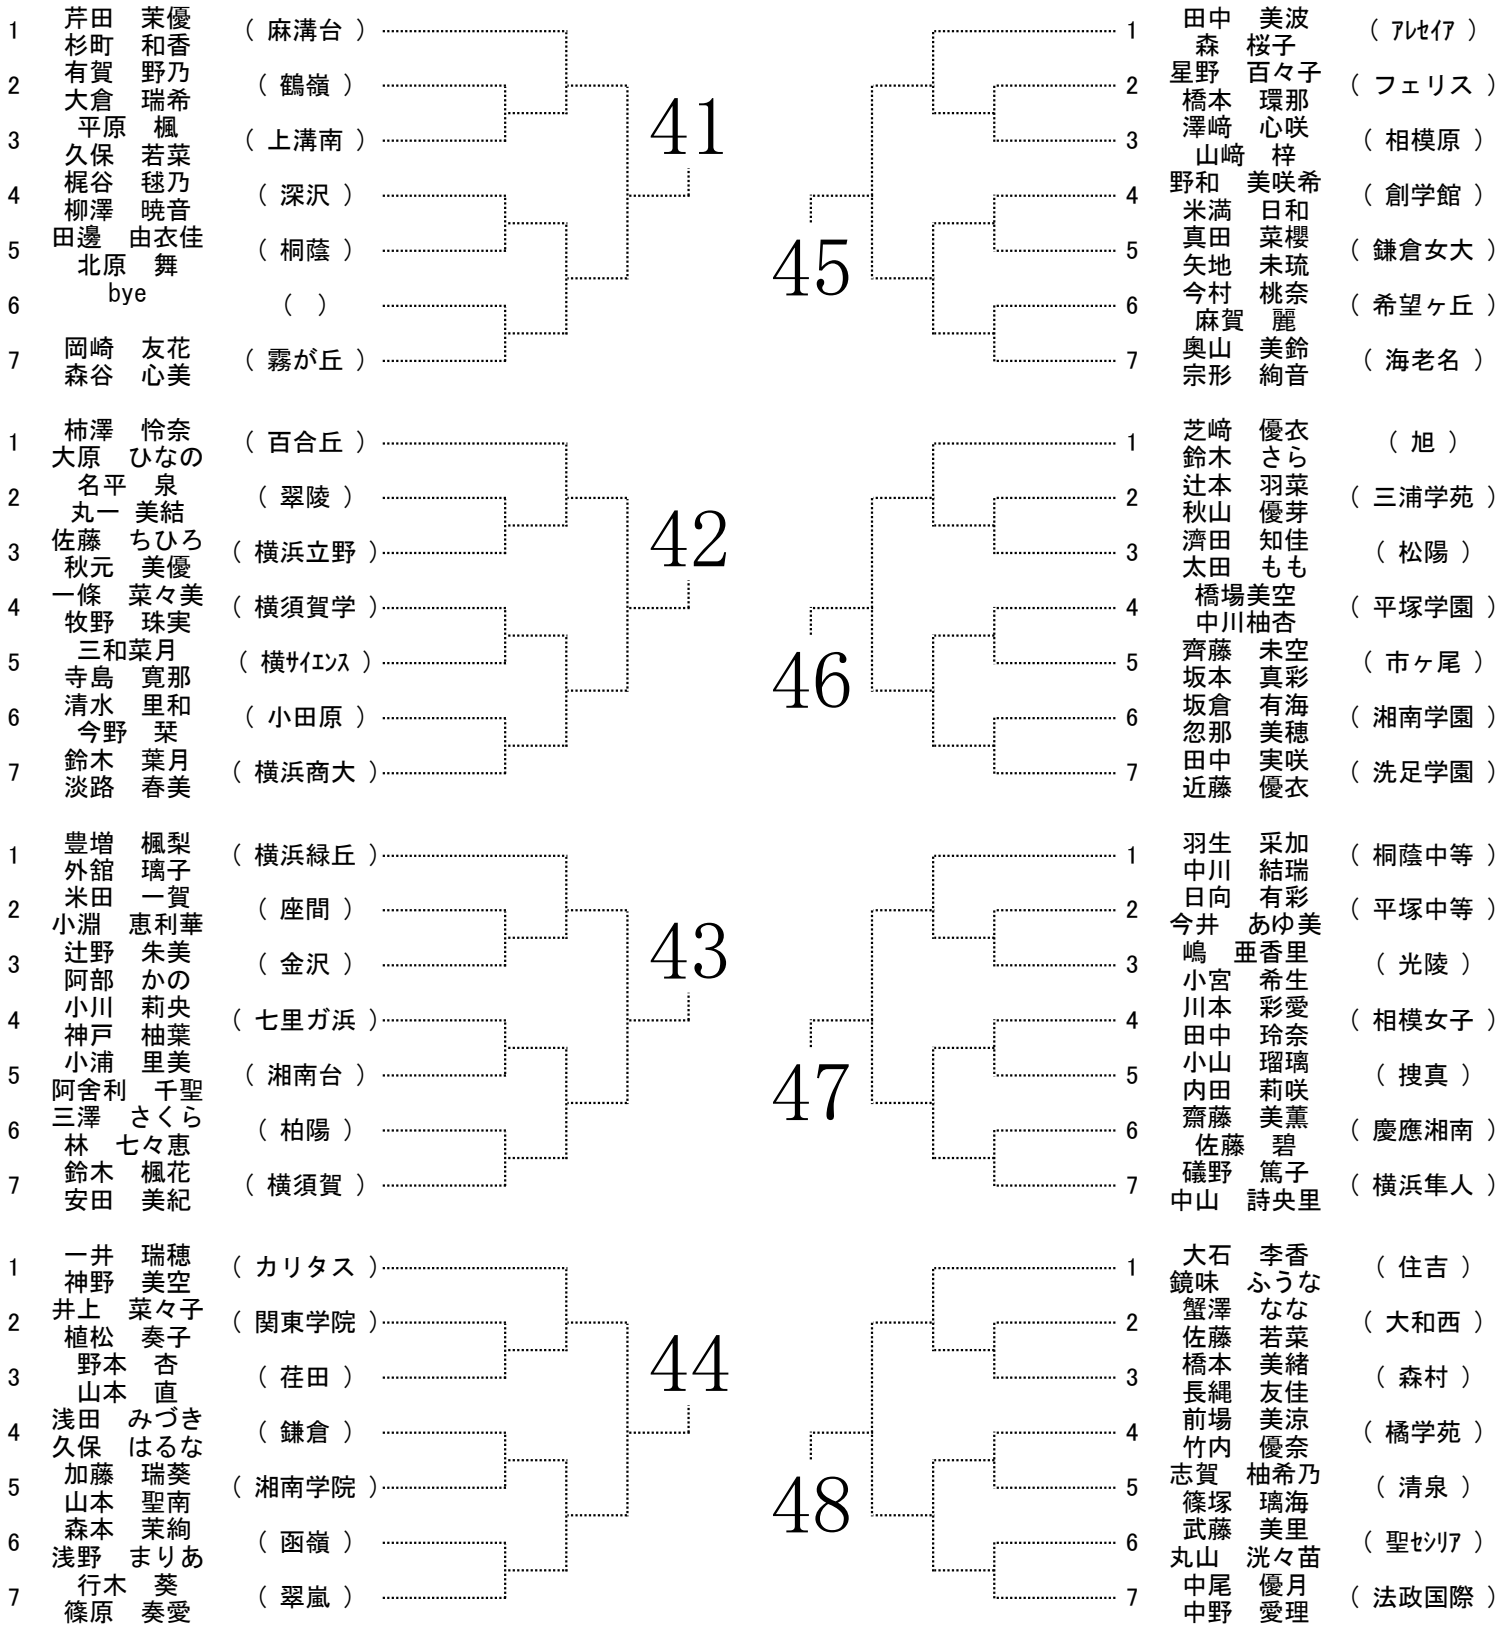 41
1 芹田　茉優 （ 麻溝台 ）
杉町　和香
2 有賀　野乃 （ 鶴嶺 ）
大倉　瑞希
3 平原　楓 （ 上溝南 ）
久保　若菜
4 梶谷　毬乃 （ 深沢 ）
柳澤　暁音
5 田邊　由衣佳 （ 桐蔭 ）
北原　舞
6 bye （　）
7 岡崎　友花 （ 霧が丘 ）
森谷　心美
42
1 柿澤　怜奈 （ 百合丘 ）
大原　ひなの
2 名平　泉 （ 翠陵 ）
丸一 美結
3 佐藤　ちひろ （ 横浜立野 ）
秋元　美優
4 一條　菜々美 （ 横須賀学 ）
牧野　珠実
5 三和菜月 （ 横ｻｲｴﾝｽ ）
寺島　寛那
6 清水　里和 （ 小田原 ）
今野　栞
7 鈴木　葉月 （ 横浜商大 ）
淡路　春美
43
1 豊増　楓梨 （ 横浜緑丘 ）
外舘　璃子
2 米田　一賀 （ 座間 ）
小淵　恵利華
3 辻野　朱美 （ 金沢 ）
阿部　かの
4 小川　莉央 （ 七里ガ浜 ）
神戸　柚葉
5 小浦　里美 （ 湘南台 ）
阿舍利　千聖
6 三澤　さくら （ 柏陽 ）
林　七々恵
7 鈴木　楓花 （ 横須賀 ）
安田　美紀
44
1 一井　瑞穂 （ カリタス ）
神野　美空
2 井上　菜々子 （ 関東学院 ）
植松　奏子
3 野本　杏 （ 荏田 ）
山本　直
4 浅田　みづき （ 鎌倉 ）
久保　はるな
5 加藤　瑞葵 （ 湘南学院 ）
山本　聖南
6 森本　茉絢 （ 函嶺 ）
浅野　まりあ
7 行木　葵 （ 翠嵐 ）
篠原　奏愛
45
1 田中　美波 （ ｱﾚｾｲｱ ）
森　桜子
2 星野　百々子 （ フェリス ）
橋本　環那
3 澤﨑　心咲 （ 相模原 ）
山﨑　梓
4 野和　美咲希 （ 創学館 ）
米満　日和
5 真田　菜櫻 （ 鎌倉女大 ）
矢地　未琉
6 今村　桃奈 （ 希望ヶ丘 ）
麻賀　麗
7 奥山　美鈴 （ 海老名 ）
宗形　絢音
46
1 芝﨑　優衣 （ 旭 ）
鈴木　さら
2 辻本　羽菜 （ 三浦学苑 ）
秋山　優芽
3 濟田　知佳 （ 松陽 ）
太田　もも
4 橋場美空 （ 平塚学園 ）
中川柚杏
5 齊藤　未空 （ 市ヶ尾 ）
坂本　真彩
6 坂倉　有海 （ 湘南学園 ）
忽那　美穂
7 田中　実咲 （ 洗足学園 ）
近藤　優衣
47
1 羽生　采加 （ 桐蔭中等 ）
中川　結瑞
2 日向　有彩 （ 平塚中等 ）
今井　あゆ美
3 嶋　亜香里 （ 光陵 ）
小宮　希生
4 川本　彩愛 （ 相模女子 ）
田中　玲奈
5 小山　瑠璃 （ 捜真 ）
内田　莉咲
6 齋藤　美薫 （ 慶應湘南 ）
佐藤　碧
7 礒野　篤子 （ 横浜隼人 ）
中山　詩央里
48
1 大石　李香 （ 住吉 ）
鏡味　ふうな
2 蟹澤　なな （ 大和西 ）
佐藤　若菜
3 橋本　美緒 （ 森村 ）
長縄　友佳
4 前場　美涼 （ 橘学苑 ）
竹内　優奈
5 志賀　柚希乃 （ 清泉 ）
篠塚　璃海
6 武藤　美里 （ 聖ｾｼﾘｱ ）
丸山　洸々苗
7 中尾　優月 （ 法政国際 ）
中野　愛理